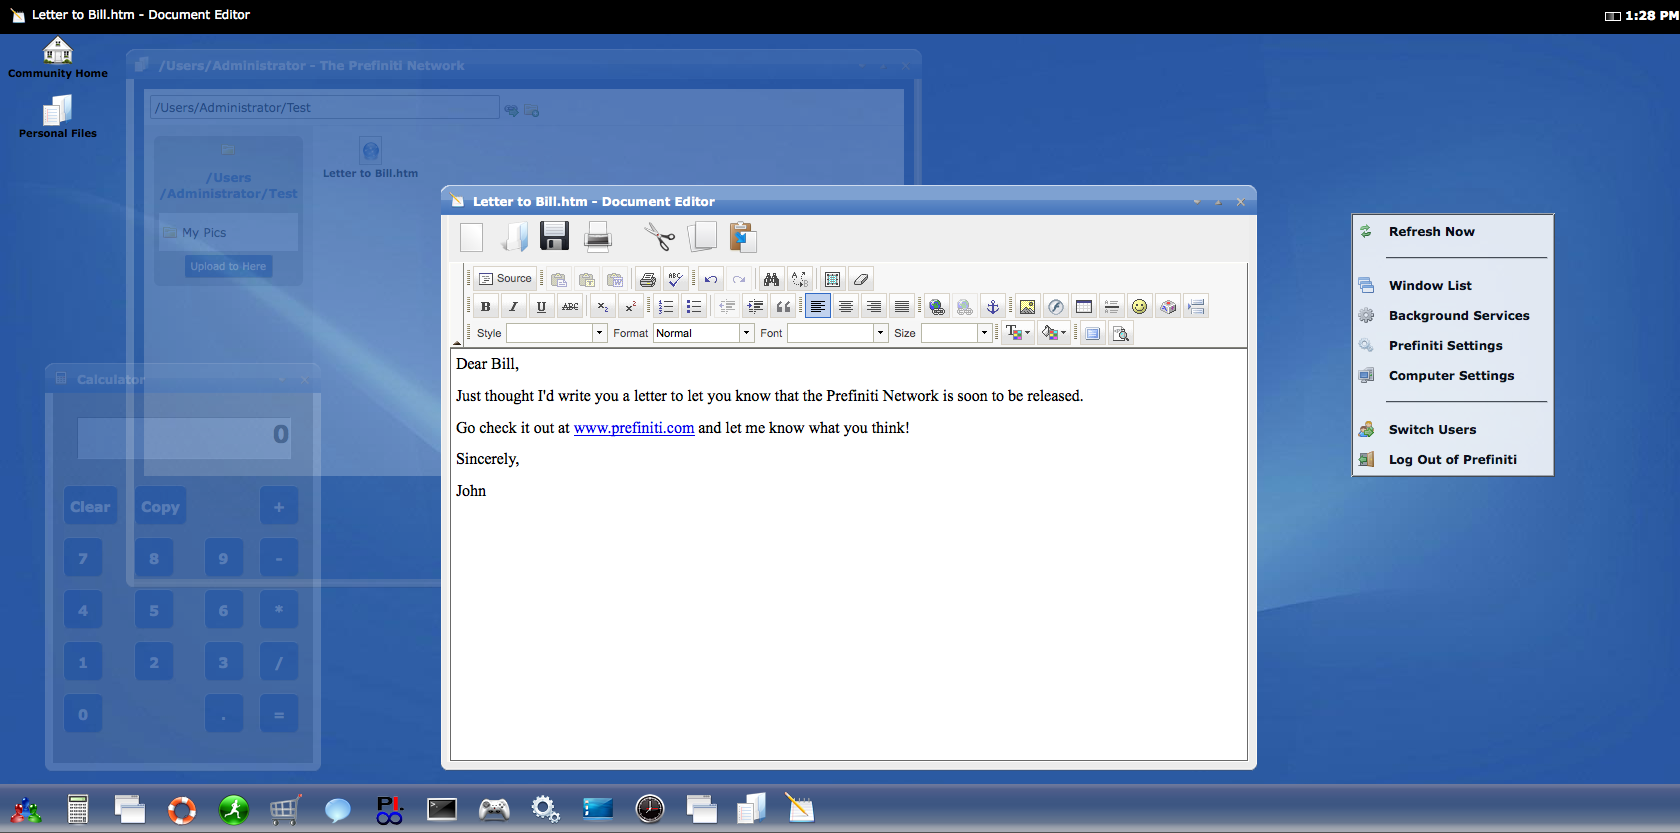 Letter to Bill.htm - Document Editor
1:28 PM
Community Home
Personal Files
/Users/Administrator - The Prefiniti Network
/Users/Administrator/Test
/Users
/Administrator/Test
My Pics
Upload to Here
Letter to Bill.htm
Calculator
0
Clear Copy +
7 8 9 -
4 5 6 *
1 2 3 /
0 . =
Letter to Bill.htm - Document Editor
Source
B I U ABC x₂ x²
Style Format Normal Font Size
Dear Bill,
Just thought I'd write you a letter to let you know that the Prefiniti Network is soon to be released.
Go check it out at www.prefiniti.com and let me know what you think!
Sincerely,
John
Refresh Now
Window List
Background Services
Prefiniti Settings
Computer Settings
Switch Users
Log Out of Prefiniti